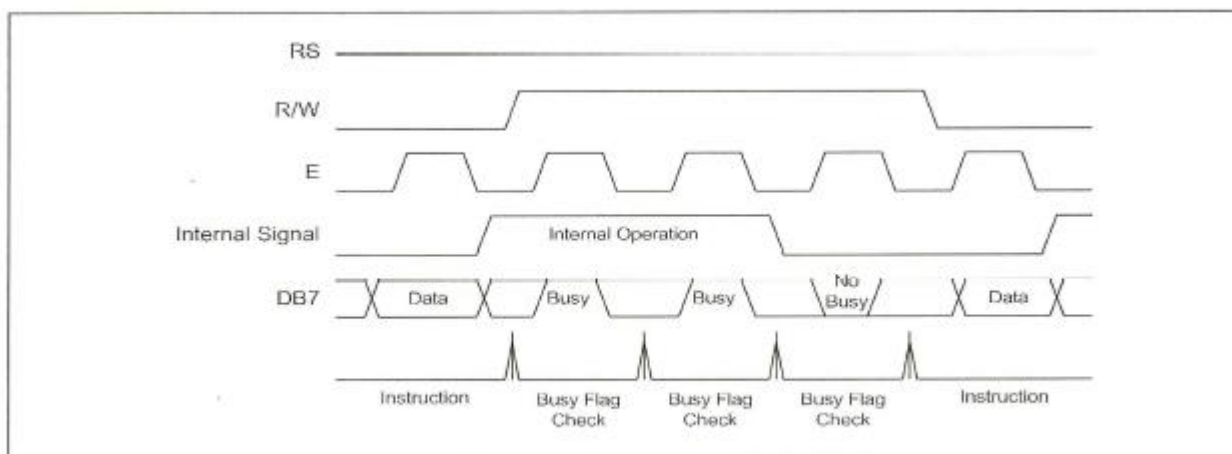 RS
R/W
E
Internal Signal
Internal Operation
DB7
Data
Busy
Busy
No
Busy
Data
Instruction
Busy Flag
Check
Busy Flag
Check
Busy Flag
Check
Instruction